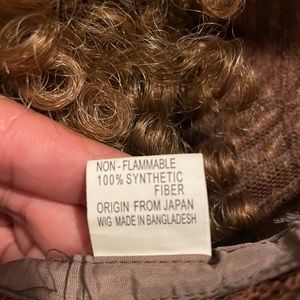 NON - FLAMMABLE
100% SYNTHETIC
FIBER
ORIGIN FROM JAPAN
WIG MADE IN BANGLADESH